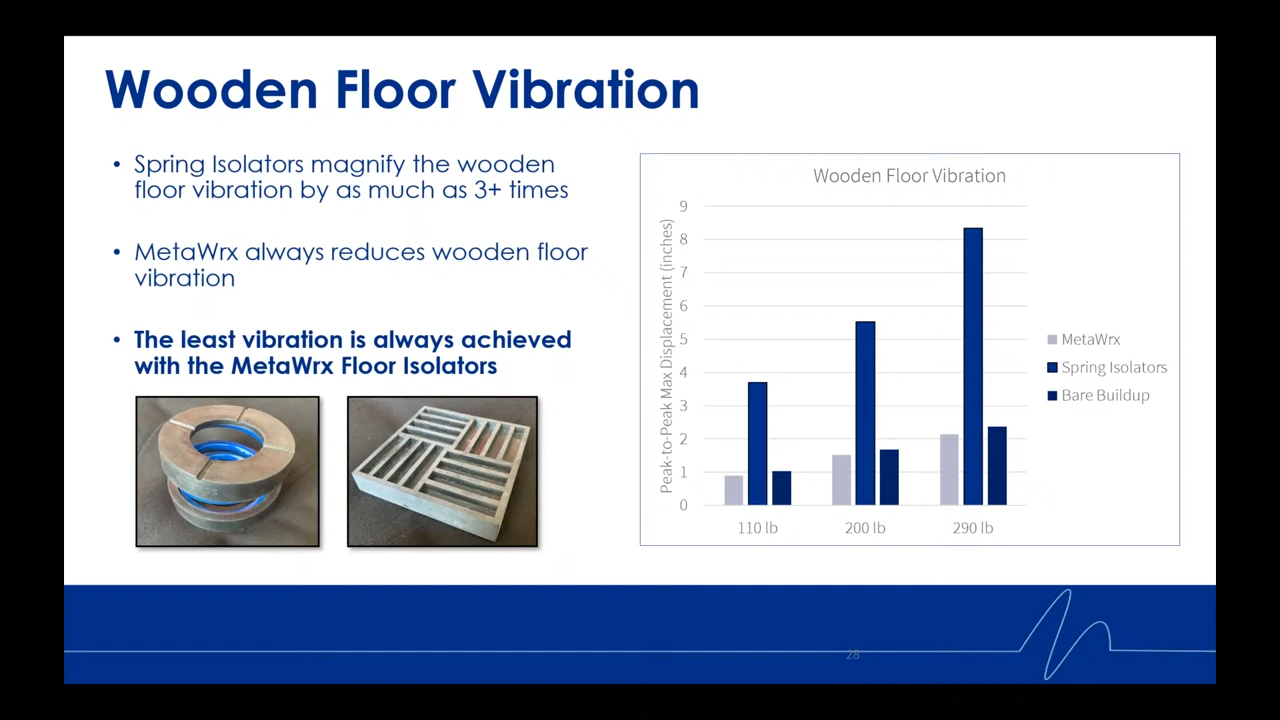 Wooden Floor Vibration
• Spring Isolators magnify the wooden
floor vibration by as much as 3+ times
• MetaWrx always reduces wooden floor
vibration
• The least vibration is always achieved
with the MetaWrx Floor Isolators
Wooden Floor Vibration
Peak-to-Peak Max Displacement (inches)
9
8
7
6
5
4
3
2
1
0
110 lb
200 lb
290 lb
MetaWrx
Spring Isolators
Bare Buildup
28